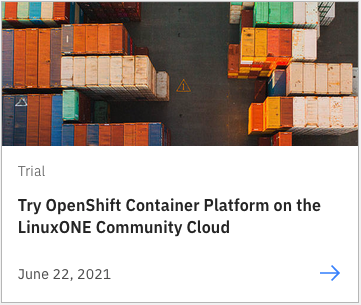 Trial
Try OpenShift Container Platform on the
LinuxONE Community Cloud
June 22, 2021